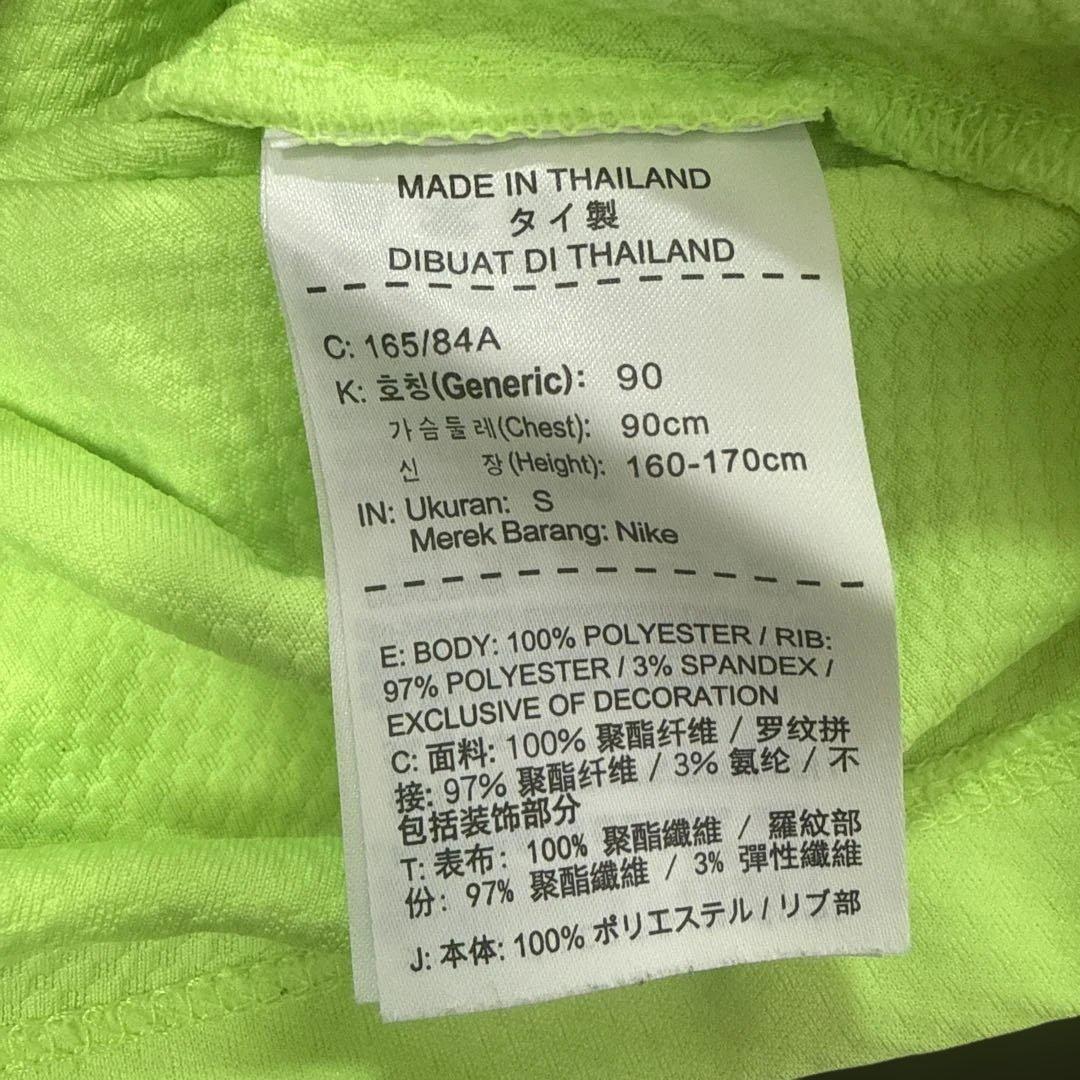 MADE IN THAILAND
タイ製
DIBUAT DI THAILAND
C: 165/84A
K: 호칭(Generic): 90
가슴둘레(Chest): 90cm
신 장(Height): 160-170cm
IN: Ukuran: S
Merek Barang: Nike
E: BODY: 100% POLYESTER / RIB:
97% POLYESTER / 3% SPANDEX /
EXCLUSIVE OF DECORATION
C: 面料: 100% 聚酯纤维 / 罗纹拼
接: 97% 聚酯纤维 / 3% 氨纶 / 不
包括装饰部分
T: 表布: 100% 聚酯纖維 / 羅紋部
份: 97% 聚酯纖維 / 3% 彈性纖維
J: 本体: 100% ポリエステル / リブ部